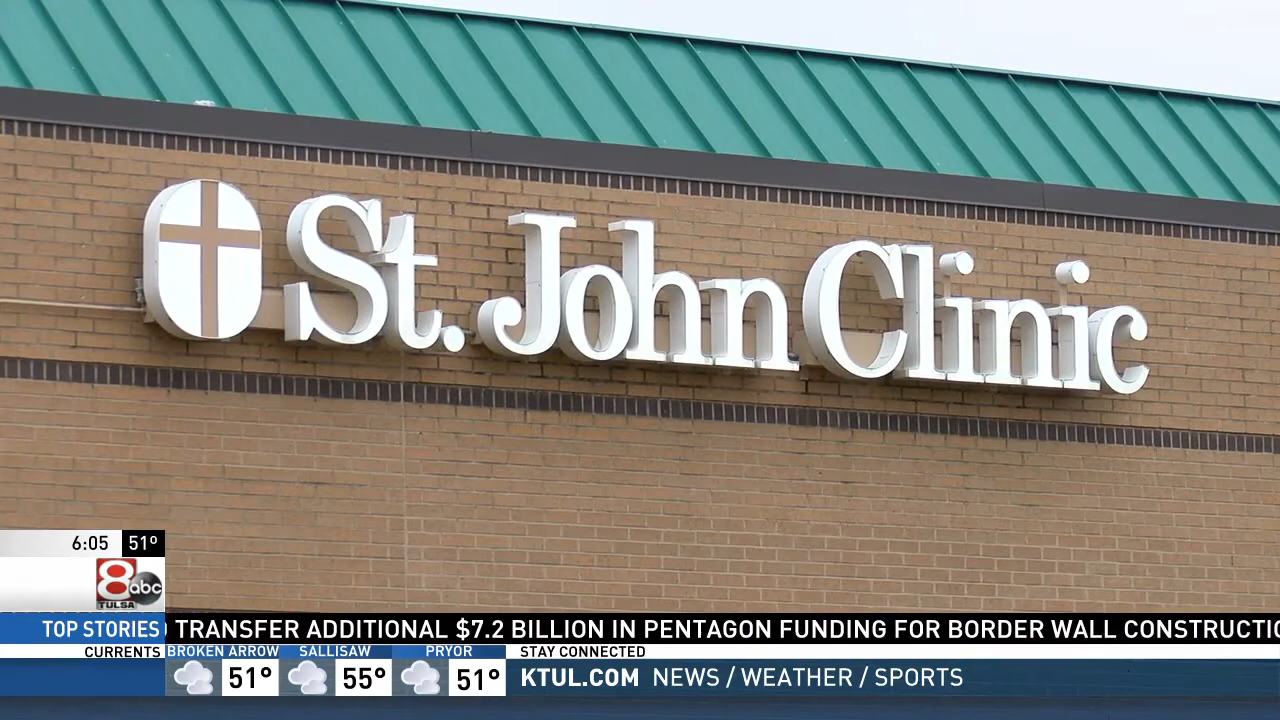 St. John Clinic
6:05 51°
8 abc
TULSA
TOP STORIES TRANSFER ADDITIONAL $7.2 BILLION IN PENTAGON FUNDING FOR BORDER WALL
CURRENTS BROKEN ARROW SALLISAW PRYOR STAY CONNECTED
51° 55° 51° KTUL.COM NEWS / WEATHER / SPORTS